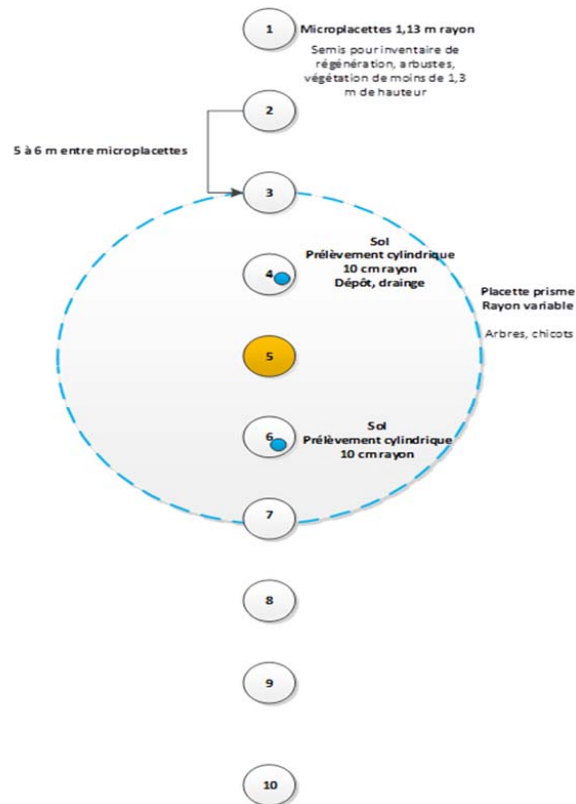 1
Microplacettes 1,13 m rayon
Semis pour inventaire de
régénération, arbustes,
végétation de moins de 1,3
m de hauteur
2
5 à 6 m entre microplacettes
3
Sol
Prélèvement cylindrique
10 cm rayon
Dépôt, drainge
4
Placette prisme
Rayon variable
Arbres, chicots
5
Sol
Prélèvement cylindrique
10 cm rayon
6
7
8
9
10